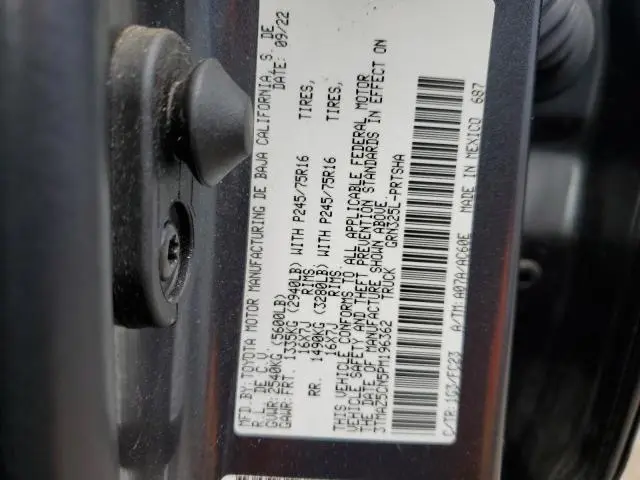 MFD.BY:TOYOTA MOTOR MANUFACTURING DE BAJA CALIFORNIA, S. DE
R. L. DE C.V. DATE: 09/22
GVWR: 2540KG (5600LB)
GAWR: FRT. 1335KG (2940LB) WITH P245/75R16 TIRES,
16X7J RIMS,
RR. 1490KG (3280LB) WITH P245/75R16 TIRES,
16X7J RIMS
THIS VEHICLE CONFORMS TO ALL APPLICABLE FEDERAL MOTOR
VEHICLE SAFETY AND THEFT PREVENTION STANDARDS IN EFFECT ON
THE DATE OF MANUFACTURE SHOWN ABOVE.
3TMAZ5CN5PM196362 TRUCK GRN325L-PRTSHA
C/TR:1G3/FC23 A/TM:A07A/AC60E MADE IN MEXICO 687